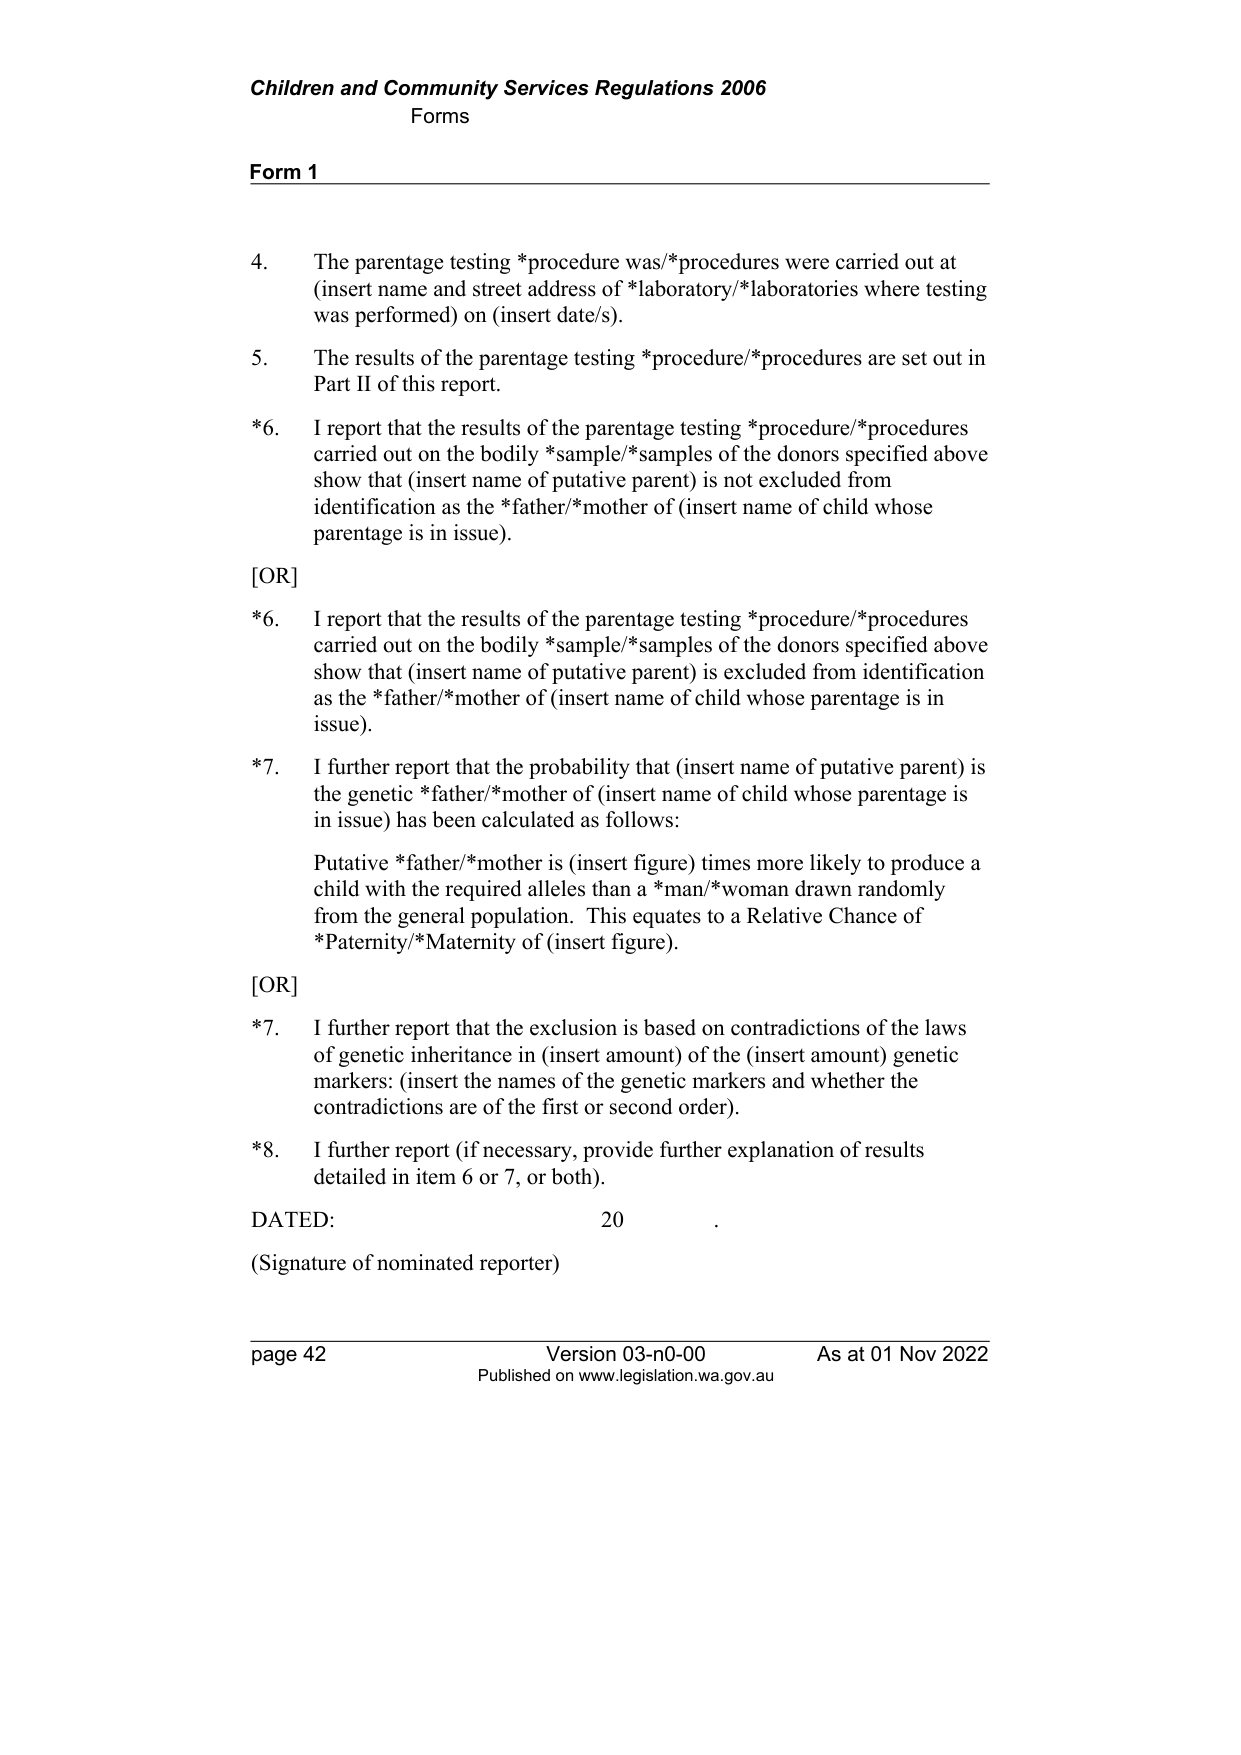 Children and Community Services Regulations 2006
Forms
Form 1
4. The parentage testing *procedure was/*procedures were carried out at
(insert name and street address of *laboratory/*laboratories where testing
was performed) on (insert date/s).
5. The results of the parentage testing *procedure/*procedures are set out in
Part II of this report.
*6. I report that the results of the parentage testing *procedure/*procedures
carried out on the bodily *sample/*samples of the donors specified above
show that (insert name of putative parent) is not excluded from
identification as the *father/*mother of (insert name of child whose
parentage is in issue).
[OR]
*6. I report that the results of the parentage testing *procedure/*procedures
carried out on the bodily *sample/*samples of the donors specified above
show that (insert name of putative parent) is excluded from identification
as the *father/*mother of (insert name of child whose parentage is in
issue).
*7. I further report that the probability that (insert name of putative parent) is
the genetic *father/*mother of (insert name of child whose parentage is
in issue) has been calculated as follows:
Putative *father/*mother is (insert figure) times more likely to produce a
child with the required alleles than a *man/*woman drawn randomly
from the general population. This equates to a Relative Chance of
*Paternity/*Maternity of (insert figure).
[OR]
*7. I further report that the exclusion is based on contradictions of the laws
of genetic inheritance in (insert amount) of the (insert amount) genetic
markers: (insert the names of the genetic markers and whether the
contradictions are of the first or second order).
*8. I further report (if necessary, provide further explanation of results
detailed in item 6 or 7, or both).
DATED: 20 .
(Signature of nominated reporter)
page 42 Version 03-n0-00 As at 01 Nov 2022
Published on www.legislation.wa.gov.au